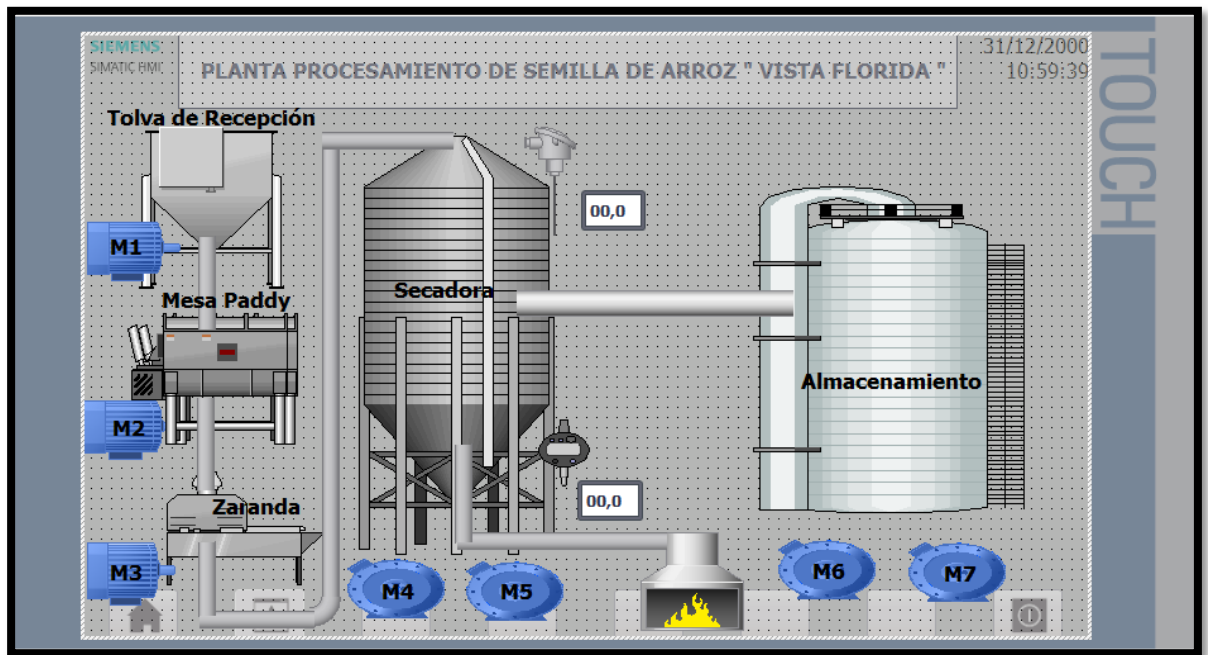 SIEMENS
SIMATIC HMI
PLANTA PROCESAMIENTO DE SEMILLA DE ARROZ " VISTA FLORIDA "
31/12/2000
10:59:39
TOUCH
Tolva de Recepción
M1
00,0
Mesa Paddy
Secadora
Almacenamiento
M2
00,0
Zaranda
M3
M4
M5
M6
M7